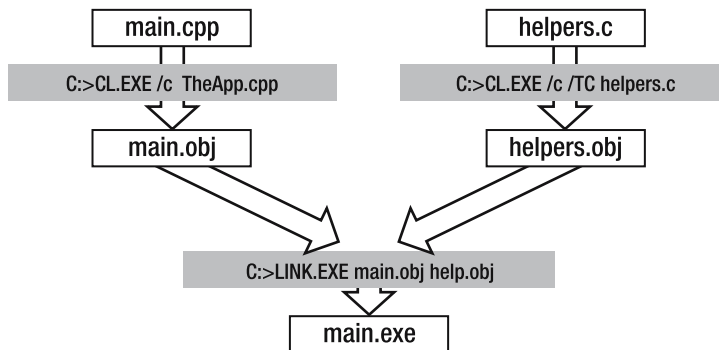 main.cpp
helpers.c
C:>CL.EXE /c TheApp.cpp
C:>CL.EXE /c /TC helpers.c
main.obj
helpers.obj
C:>LINK.EXE main.obj help.obj
main.exe